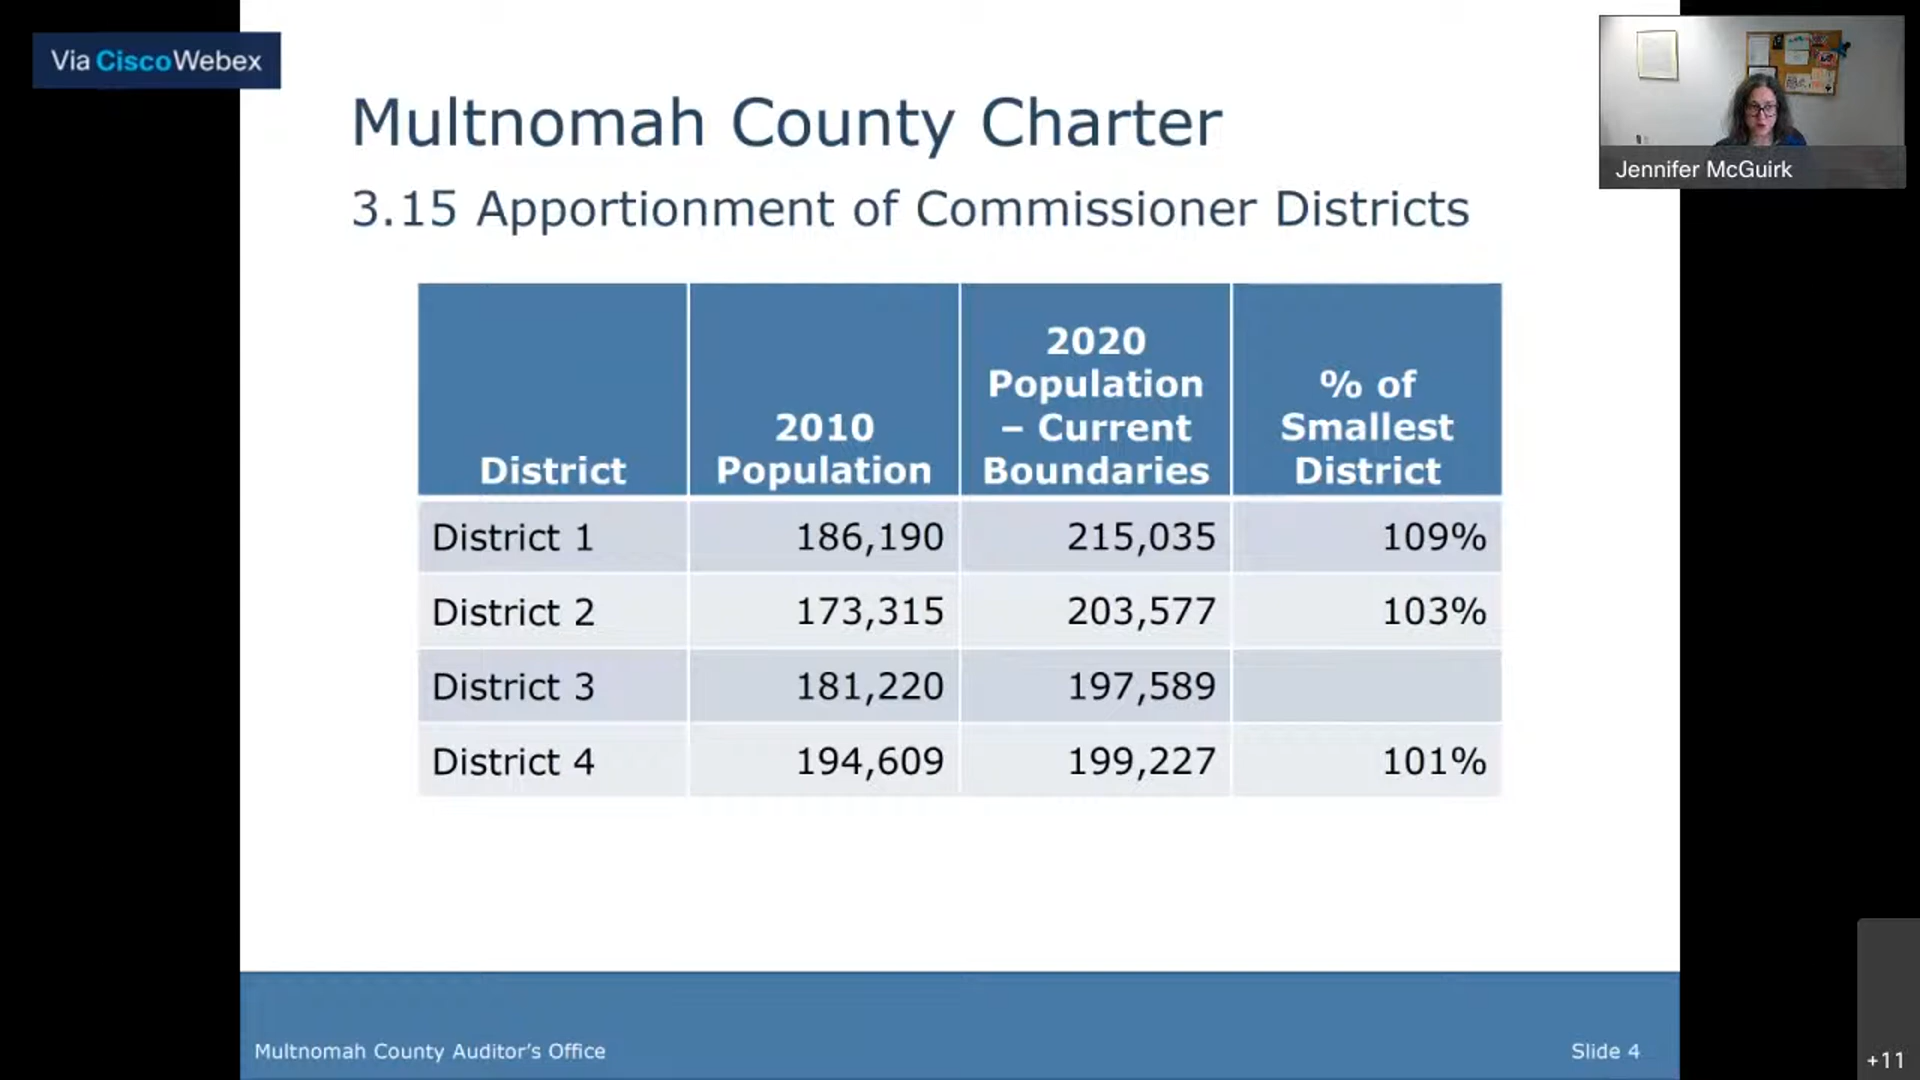 Via CiscoWebex
Multnomah County Charter
3.15 Apportionment of Commissioner Districts
Jennifer McGuirk
District
2010
Population
2020
Population
– Current
Boundaries
% of
Smallest
District
District 1 186,190 215,035 109%
District 2 173,315 203,577 103%
District 3 181,220 197,589
District 4 194,609 199,227 101%
Multnomah County Auditor's Office
Slide 4
+11